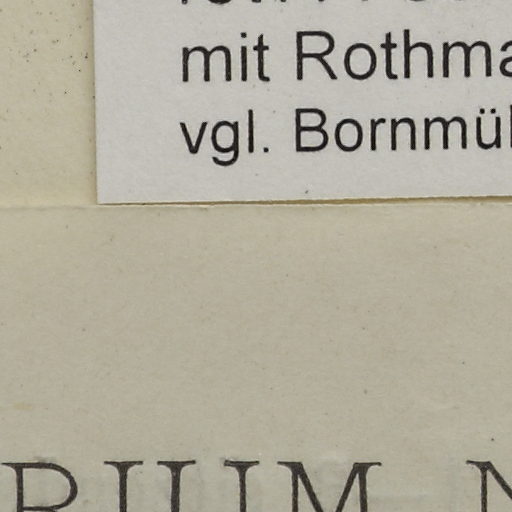 mit Rothma
vgl. Bornmül
RIUM N